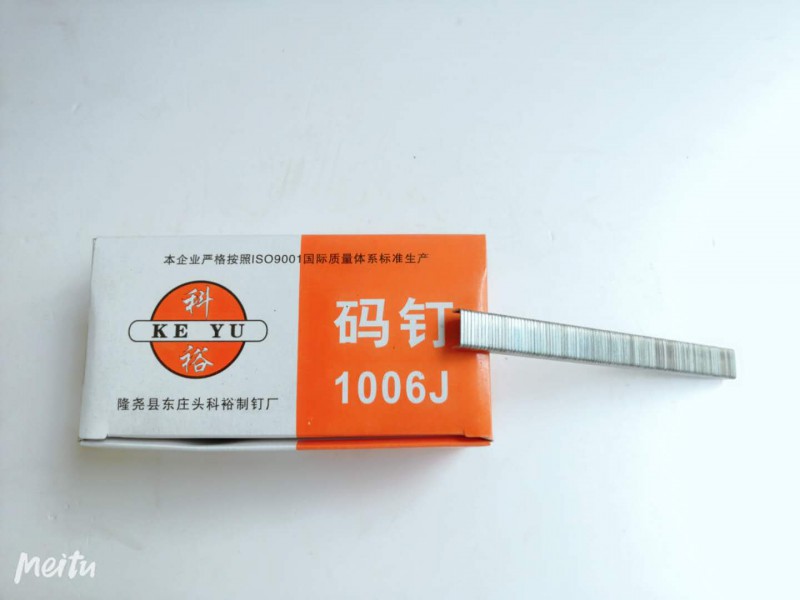 本企业严格按照ISO9001国际质量体系标准生产
科
KE YU
裕
隆尧县东庄头科裕制钉厂
码钉
1006J
meitu